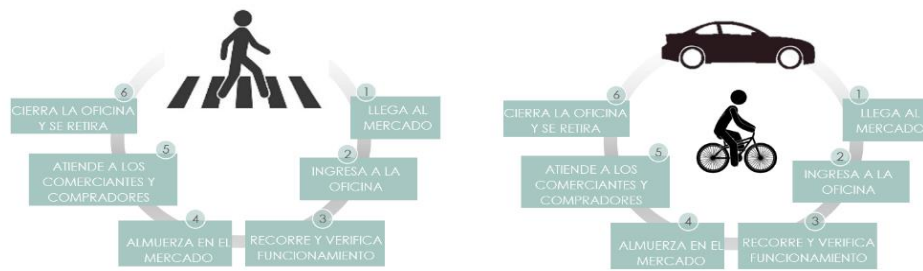 1
LLEGA AL
MERCADO
2
INGRESA A LA
OFICINA
3
RECORRE Y VERIFICA
FUNCIONAMIENTO
4
ALMUERZA EN EL
MERCADO
5
ATIENDE A LOS
COMERCIANTES Y
COMPRADORES
6
CIERRA LA OFICINA
Y SE RETIRA
1
LLEGA AL
MERCADO
2
INGRESA A LA
OFICINA
3
RECORRE Y VERIFICA
FUNCIONAMIENTO
4
ALMUERZA EN EL
MERCADO
5
ATIENDE A LOS
COMERCIANTES Y
COMPRADORES
6
CIERRA LA OFICINA
Y SE RETIRA